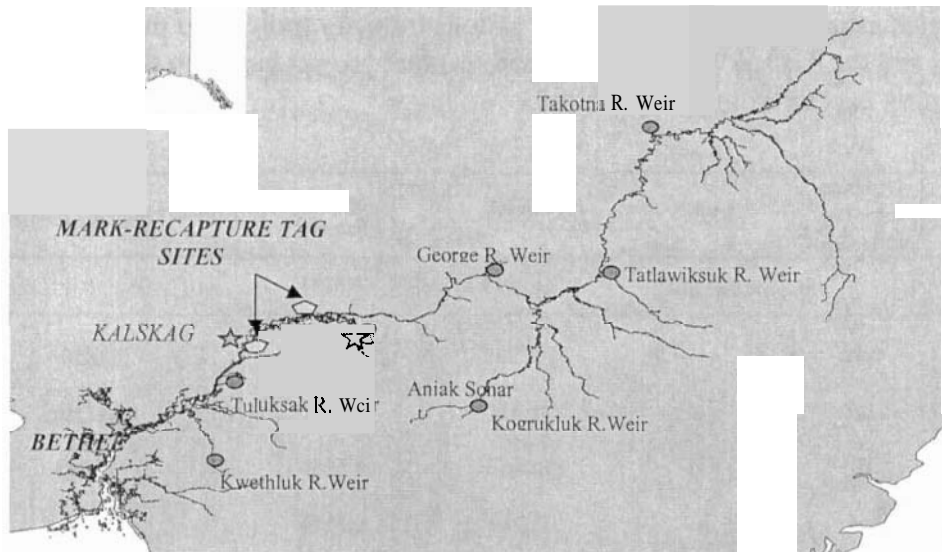 Takotna R. Weir
MARK-RECAPTURE TAG
SITES
George R. Weir
Tatlawiksuk R. Weir
KALSKAG
Aniak Sonar
Tuluksak R. Weir
Kogrukluk R.Weir
BETHEL
Kwethluk R.Weir